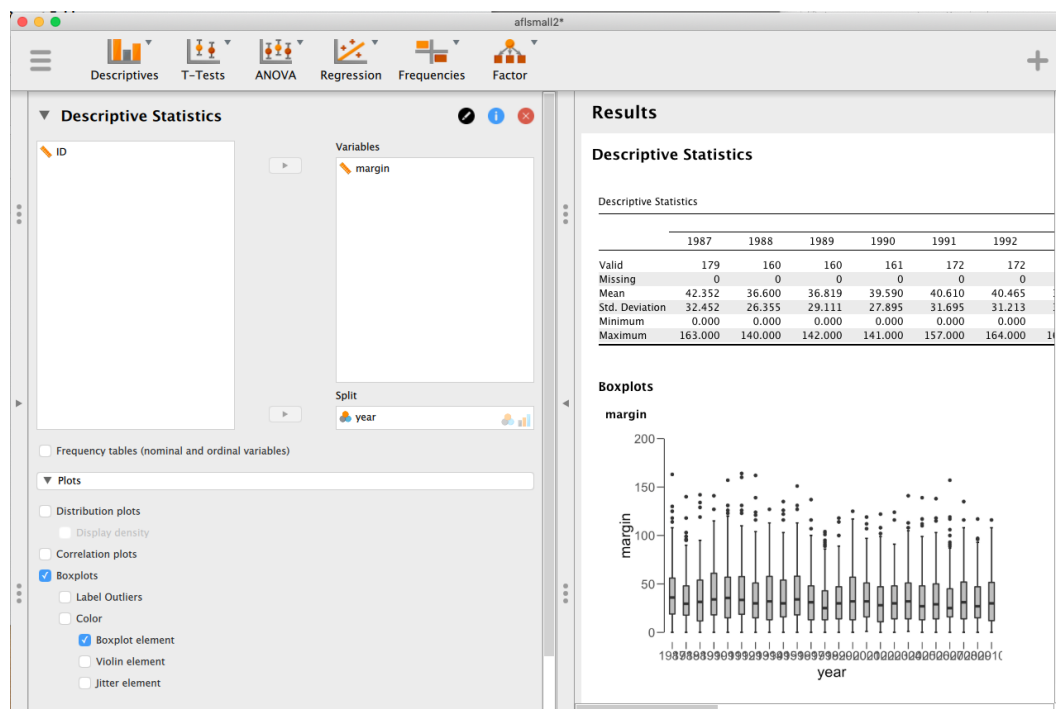 aflsmall2*
Descriptives T-Tests ANOVA Regression Frequencies Factor
Descriptive Statistics
ID
Variables
margin
Split
year
Frequency tables (nominal and ordinal variables)
Plots
Distribution plots
Display density
Correlation plots
Boxplots
Label Outliers
Color
Boxplot element
Violin element
Jitter element
Results
Descriptive Statistics
Descriptive Statistics
1987 1988 1989 1990 1991 1992
Valid 179 160 160 161 172 172
Missing 0 0 0 0 0 0
Mean 42.352 36.600 36.819 39.590 40.610 40.465
Std. Deviation 32.452 26.355 29.111 27.895 31.695 31.213
Minimum 0.000 0.000 0.000 0.000 0.000 0.000
Maximum 163.000 140.000 142.000 141.000 157.000 164.000
Boxplots
margin
200
150
100
50
0
margin
year